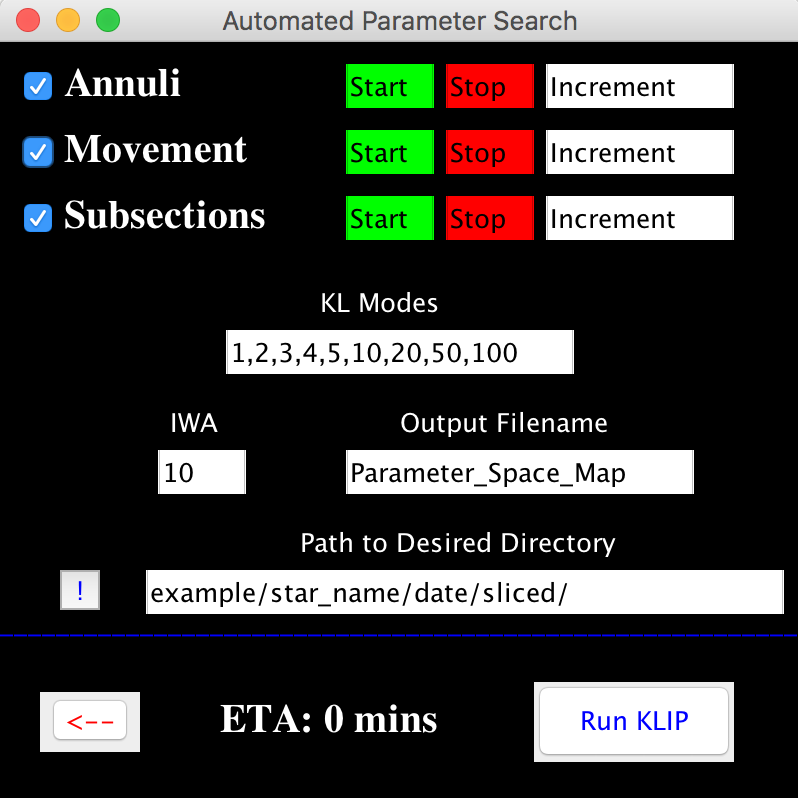 Automated Parameter Search
Annuli Start Stop Increment
Movement Start Stop Increment
Subsections Start Stop Increment
KL Modes
1,2,3,4,5,10,20,50,100
IWA Output Filename
10 Parameter_Space_Map
Path to Desired Directory
! example/star_name/date/sliced/
<-- ETA: 0 mins Run KLIP